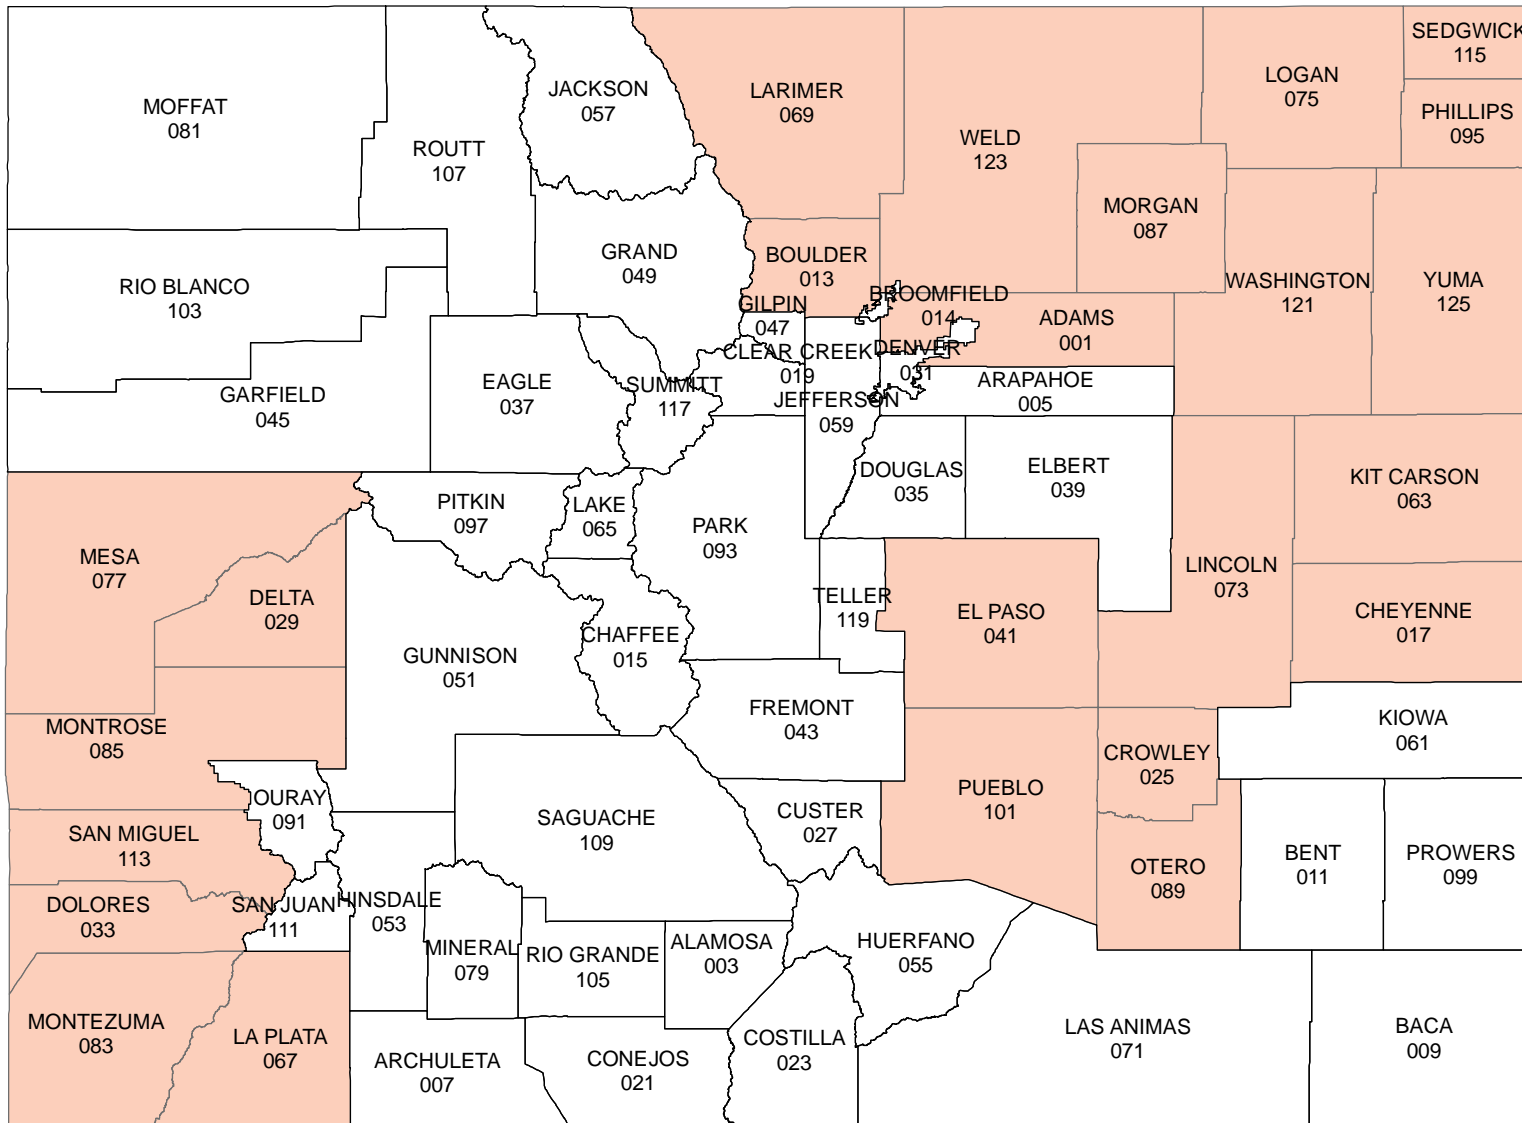 SEDGWICK
115
JACKSON
057
LARIMER
069
LOGAN
075
MOFFAT
081
PHILLIPS
095
ROUTT
107
WELD
123
MORGAN
087
GRAND
049
BOULDER
013
RIO BLANCO
103
WASHINGTON
121
YUMA
125
GILPIN
047
BROOMFIELD
014
ADAMS
001
CLEAR CREEK
019
DENVER
031
EAGLE
037
SUMMITT
117
ARAPAHOE
005
GARFIELD
045
JEFFERSON
059
DOUGLAS
035
ELBERT
039
KIT CARSON
063
PITKIN
097
LAKE
065
PARK
093
MESA
077
LINCOLN
073
DELTA
029
TELLER
119
EL PASO
041
CHEYENNE
017
GUNNISON
051
CHAFFEE
015
FREMONT
043
KIOWA
061
MONTROSE
085
CROWLEY
025
OURAY
091
SAGUACHE
109
CUSTER
027
PUEBLO
101
SAN MIGUEL
113
OTERO
089
BENT
011
PROWERS
099
DOLORES
033
SAN JUAN
111
HINSDALE
053
MINERAL
079
RIO GRANDE
105
ALAMOSA
003
HUERFANO
055
MONTEZUMA
083
LA PLATA
067
ARCHULETA
007
CONEJOS
021
COSTILLA
023
LAS ANIMAS
071
BACA
009